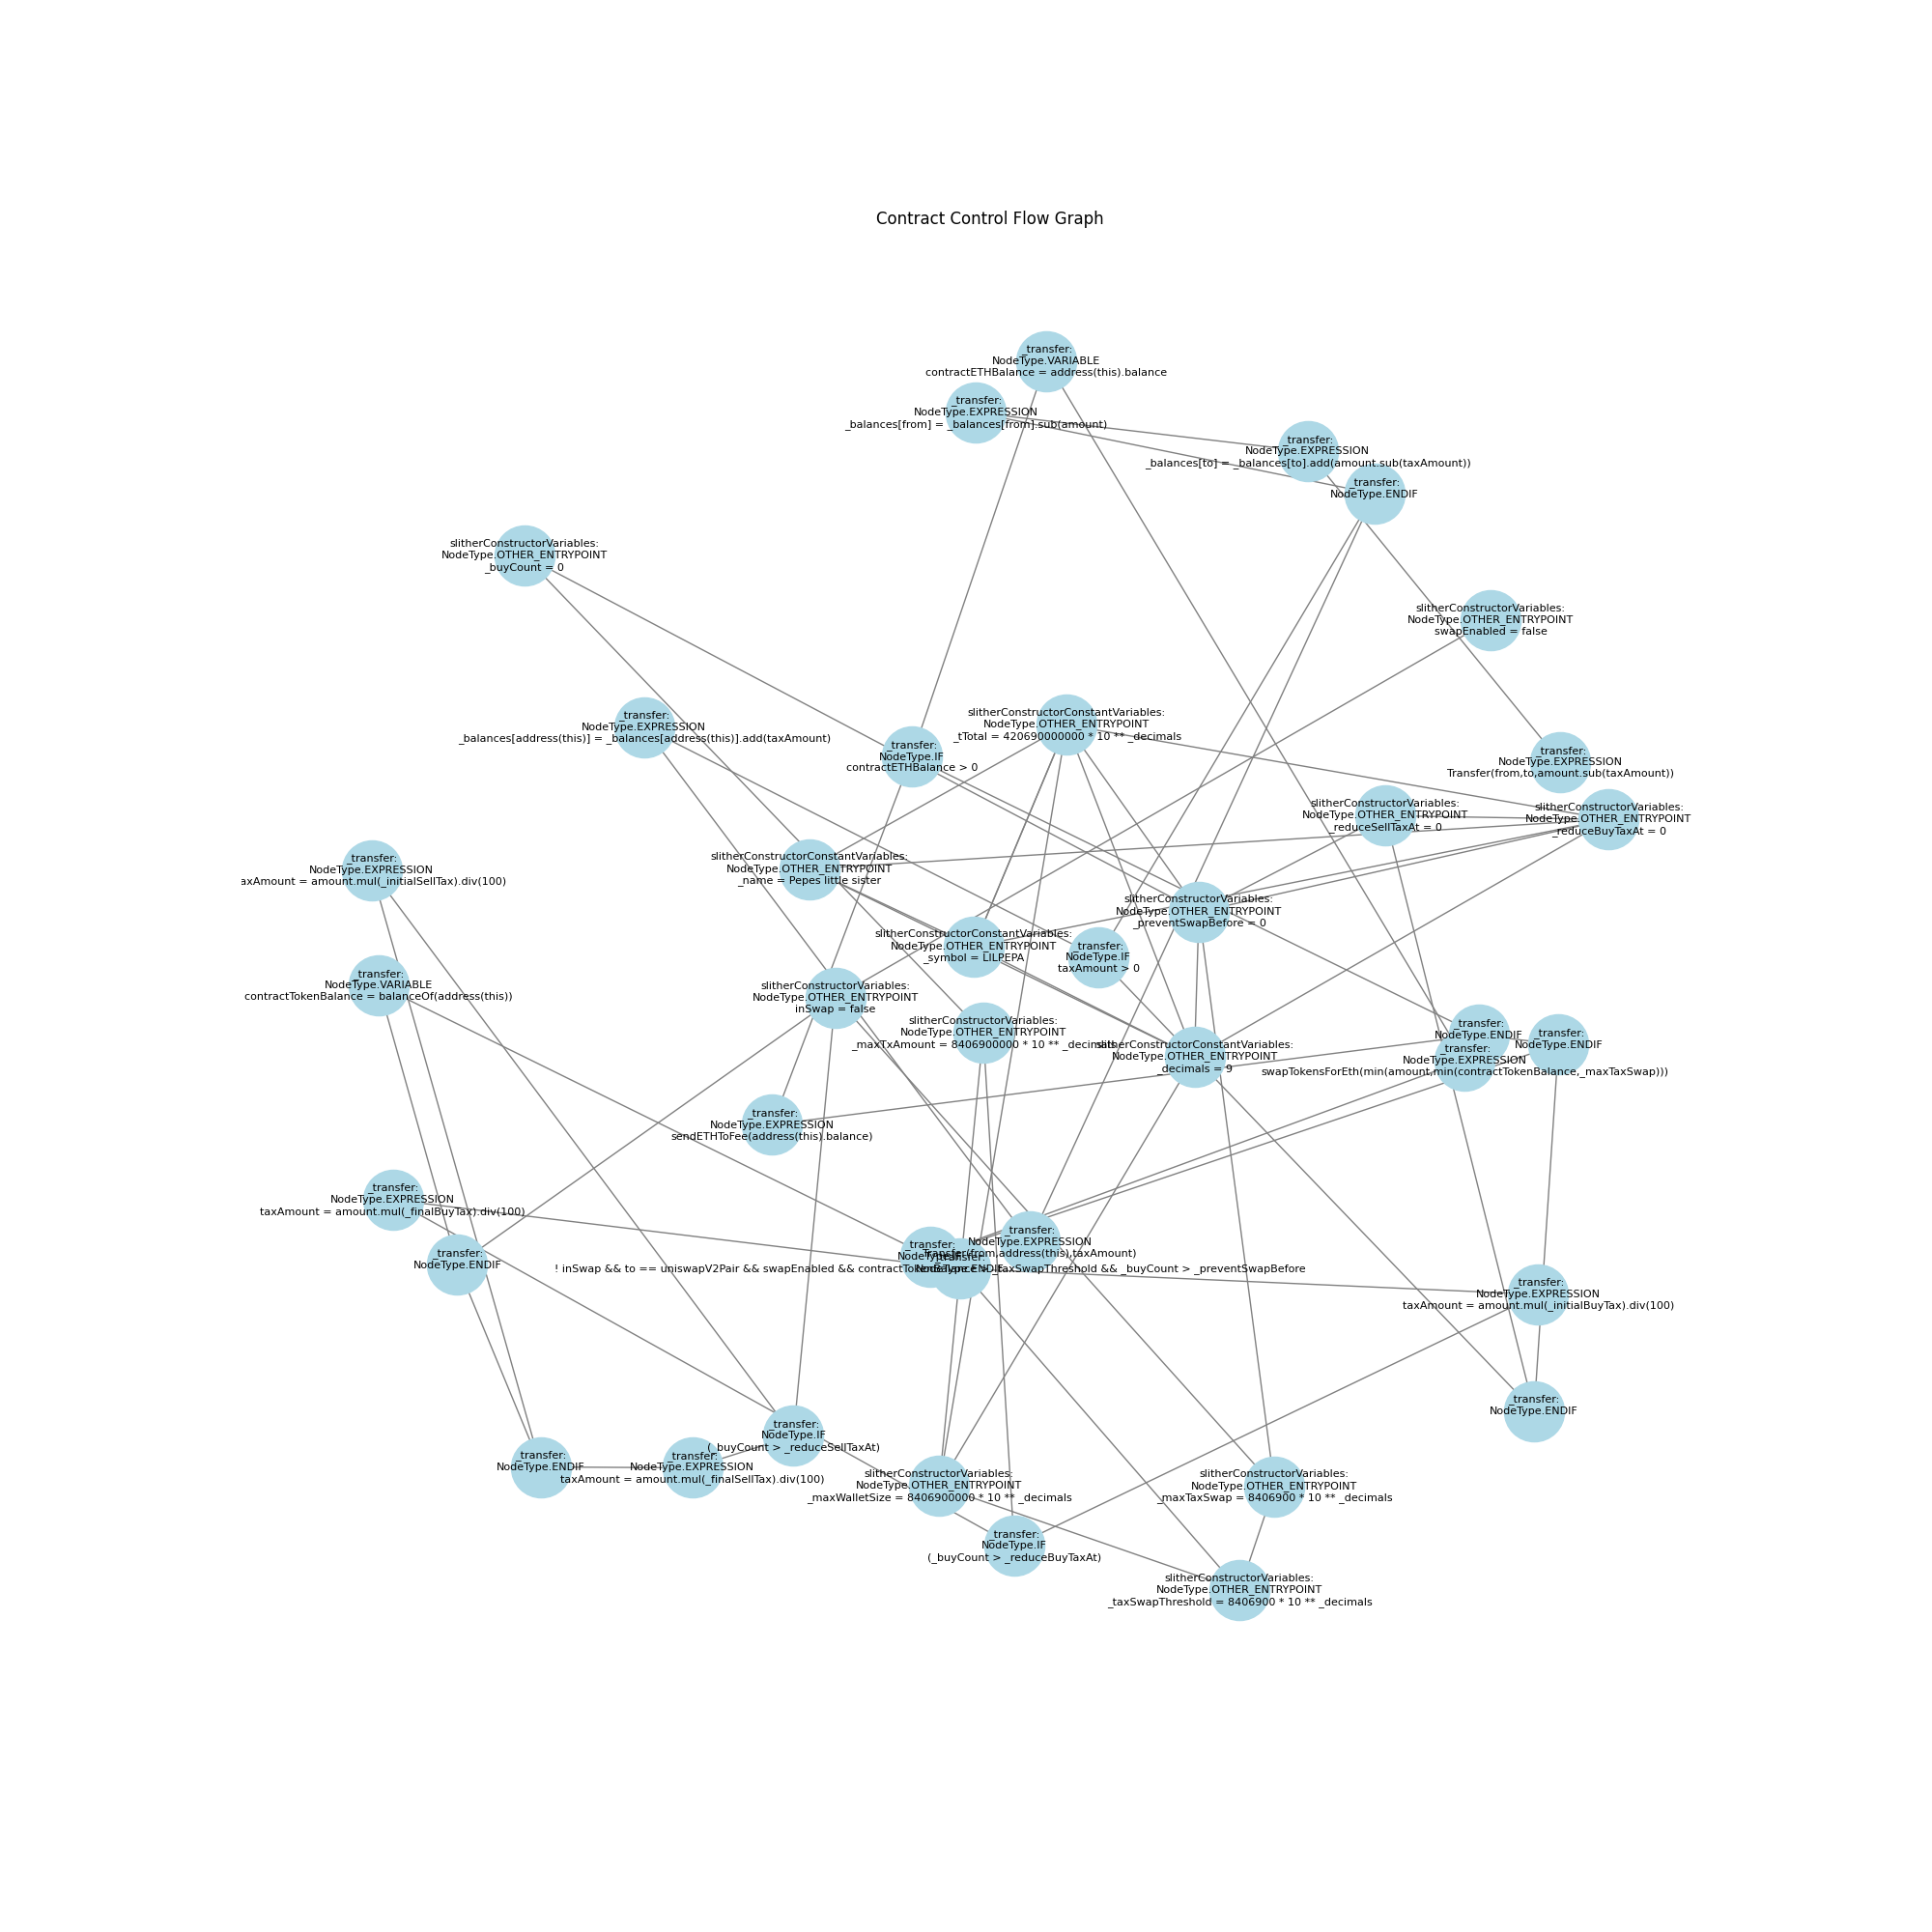 Contract Control Flow Graph
_transfer:
NodeType.VARIABLE
contractETHBalance = address(this).balance
_transfer:
NodeType.EXPRESSION
_balances[from] = _balances[from].sub(amount)
_transfer:
NodeType.EXPRESSION
_balances[to] = _balances[to].add(amount.sub(taxAmount))
_transfer:
NodeType.ENDIF
slitherConstructorVariables:
NodeType.OTHER_ENTRYPOINT
_buyCount = 0
slitherConstructorVariables:
NodeType.OTHER_ENTRYPOINT
swapEnabled = false
_transfer:
NodeType.EXPRESSION
_balances[address(this)] = _balances[address(this)].add(taxAmount)
slitherConstructorConstantVariables:
NodeType.OTHER_ENTRYPOINT
_tTotal = 420690000000 * 10 ** _decimals
_transfer:
NodeType.IF
contractETHBalance > 0
_transfer:
NodeType.EXPRESSION
Transfer(from,to,amount.sub(taxAmount))
slitherConstructorVariables:
NodeType.OTHER_ENTRYPOINT
_reduceSellTaxAt = 0
slitherConstructorVariables:
NodeType.OTHER_ENTRYPOINT
_reduceBuyTaxAt = 0
_transfer:
NodeType.EXPRESSION
axAmount = amount.mul(_initialSellTax).div(100)
slitherConstructorConstantVariables:
NodeType.OTHER_ENTRYPOINT
_name = Pepes little sister
slitherConstructorVariables:
NodeType.OTHER_ENTRYPOINT
_preventSwapBefore = 0
slitherConstructorConstantVariables:
NodeType.OTHER_ENTRYPOINT
_symbol = LILPEPA
_transfer:
NodeType.IF
taxAmount > 0
_transfer:
NodeType.VARIABLE
contractTokenBalance = balanceOf(address(this))
slitherConstructorVariables:
NodeType.OTHER_ENTRYPOINT
inSwap = false
slitherConstructorVariables:
NodeType.OTHER_ENTRYPOINT
_maxTxAmount = 8406900000 * 10 ** _decimals
slitherConstructorConstantVariables:
NodeType.OTHER_ENTRYPOINT
_decimals = 9
_transfer:
NodeType.ENDIF
_transfer:
NodeType.ENDIF
_transfer:
NodeType.EXPRESSION
swapTokensForEth(min(amount,min(contractTokenBalance,_maxTaxSwap)))
_transfer:
NodeType.EXPRESSION
sendETHToFee(address(this).balance)
_transfer:
NodeType.EXPRESSION
taxAmount = amount.mul(_finalBuyTax).div(100)
_transfer:
NodeType.ENDIF
_transfer:
NodeType.EXPRESSION
Transfer(from,address(this),taxAmount)
_transfer:
! inSwap && to == uniswapV2Pair && swapEnabled && _taxSwapThreshold && _buyCount > _preventSwapBefore
_transfer:
NodeType.ENDIF
_transfer:
NodeType.EXPRESSION
taxAmount = amount.mul(_initialBuyTax).div(100)
_transfer:
NodeType.ENDIF
_transfer:
NodeType.IF
(_buyCount > _reduceSellTaxAt)
_transfer:
NodeType.ENDIF
_transfer:
NodeType.EXPRESSION
taxAmount = amount.mul(_finalSellTax).div(100)
slitherConstructorVariables:
NodeType.OTHER_ENTRYPOINT
_maxWalletSize = 8406900000 * 10 ** _decimals
slitherConstructorVariables:
NodeType.OTHER_ENTRYPOINT
_maxTaxSwap = 8406900 * 10 ** _decimals
_transfer:
NodeType.IF
(_buyCount > _reduceBuyTaxAt)
slitherConstructorVariables:
NodeType.OTHER_ENTRYPOINT
_taxSwapThreshold = 8406900 * 10 ** _decimals